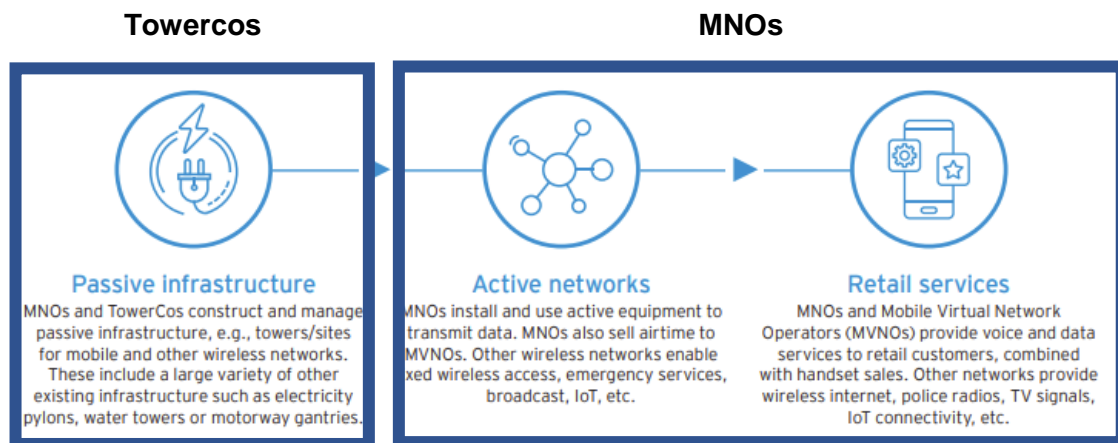 Towercos
MNOs
Passive infrastructure
MNOs and TowerCos construct and manage
passive infrastructure, e.g., towers/sites
for mobile and other wireless networks.
These include a large variety of other
existing infrastructure such as electricity
pylons, water towers or motorway gantries.
Active networks
MNOs install and use active equipment to
transmit data. MNOs also sell airtime to
MVNOs. Other wireless networks enable
xed wireless access, emergency services,
broadcast, IoT, etc.
Retail services
MNOs and Mobile Virtual Network
Operators (MVNOs) provide voice and data
services to retail customers, combined
with handset sales. Other networks provide
wireless internet, police radios, TV signals,
IoT connectivity, etc.